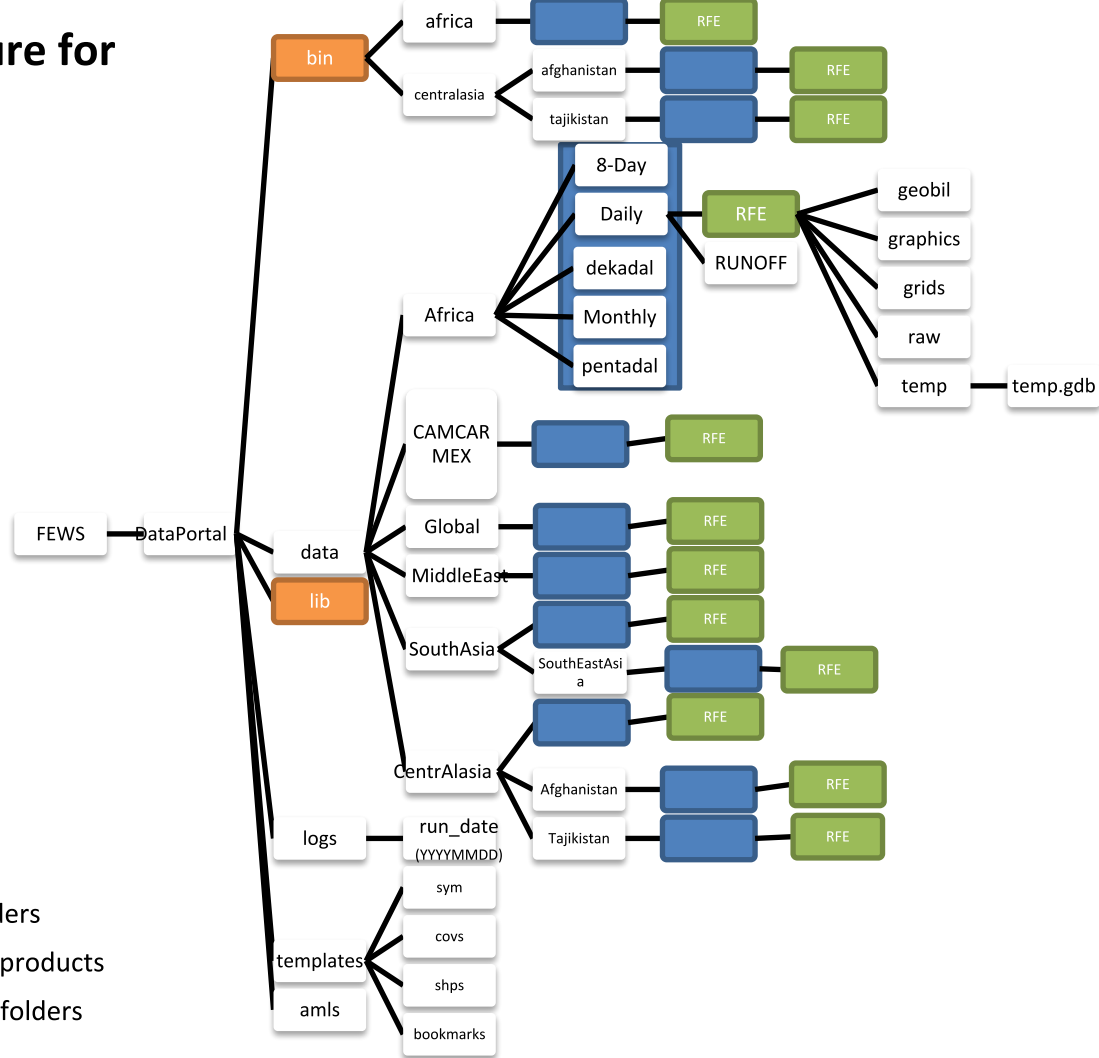 ure for
bin
africa
RFE
centralasia
afghanistan
RFE
tajikistan
RFE
8-Day
Daily
dekadal
Monthly
pentadal
RFE
RUNOFF
geobil
graphics
grids
raw
temp
temp.gdb
Africa
CAMCAR
MEX
RFE
FEWS
DataPortal
data
lib
Global
RFE
MiddleEast
RFE
SouthAsia
RFE
SouthEastAsi
a
RFE
CentrAlasia
RFE
Afghanistan
RFE
Tajikistan
RFE
logs
run_date
(YYYYMMDD)
templates
sym
covs
shps
bookmarks
amls
ders
products
folders